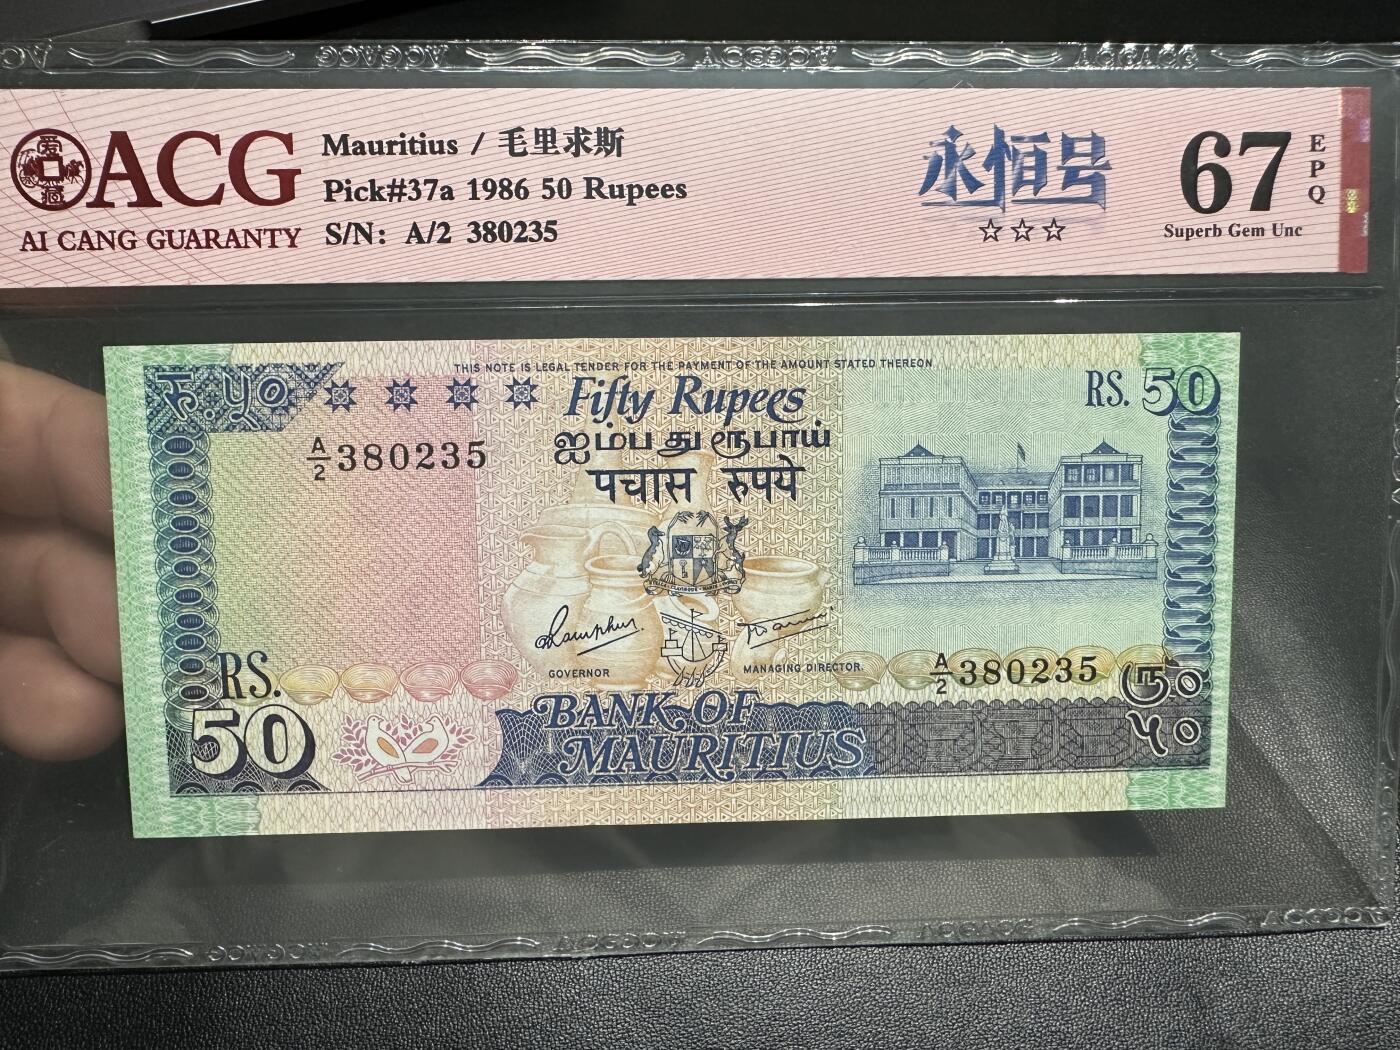 ACG
AI CANG GUARANTY
Mauritius / 毛里求斯
Pick#37a 1986 50 Rupees
S/N: A/2 380235
永恒号
☆☆☆
67
EPQ
Superb Gem Unc
THIS NOTE IS LEGAL TENDER FOR THE PAYMENT OF THE AMOUNT STATED THEREON
रु.५०
Fifty Rupees
RS. 50
A/2 380235
ஐம்பது ரூபாய்
पचास रुपये
GOVERNOR
MANAGING DIRECTOR.
A/2 380235
RS.
50
BANK OF
MAURITIUS
௫௦
५०